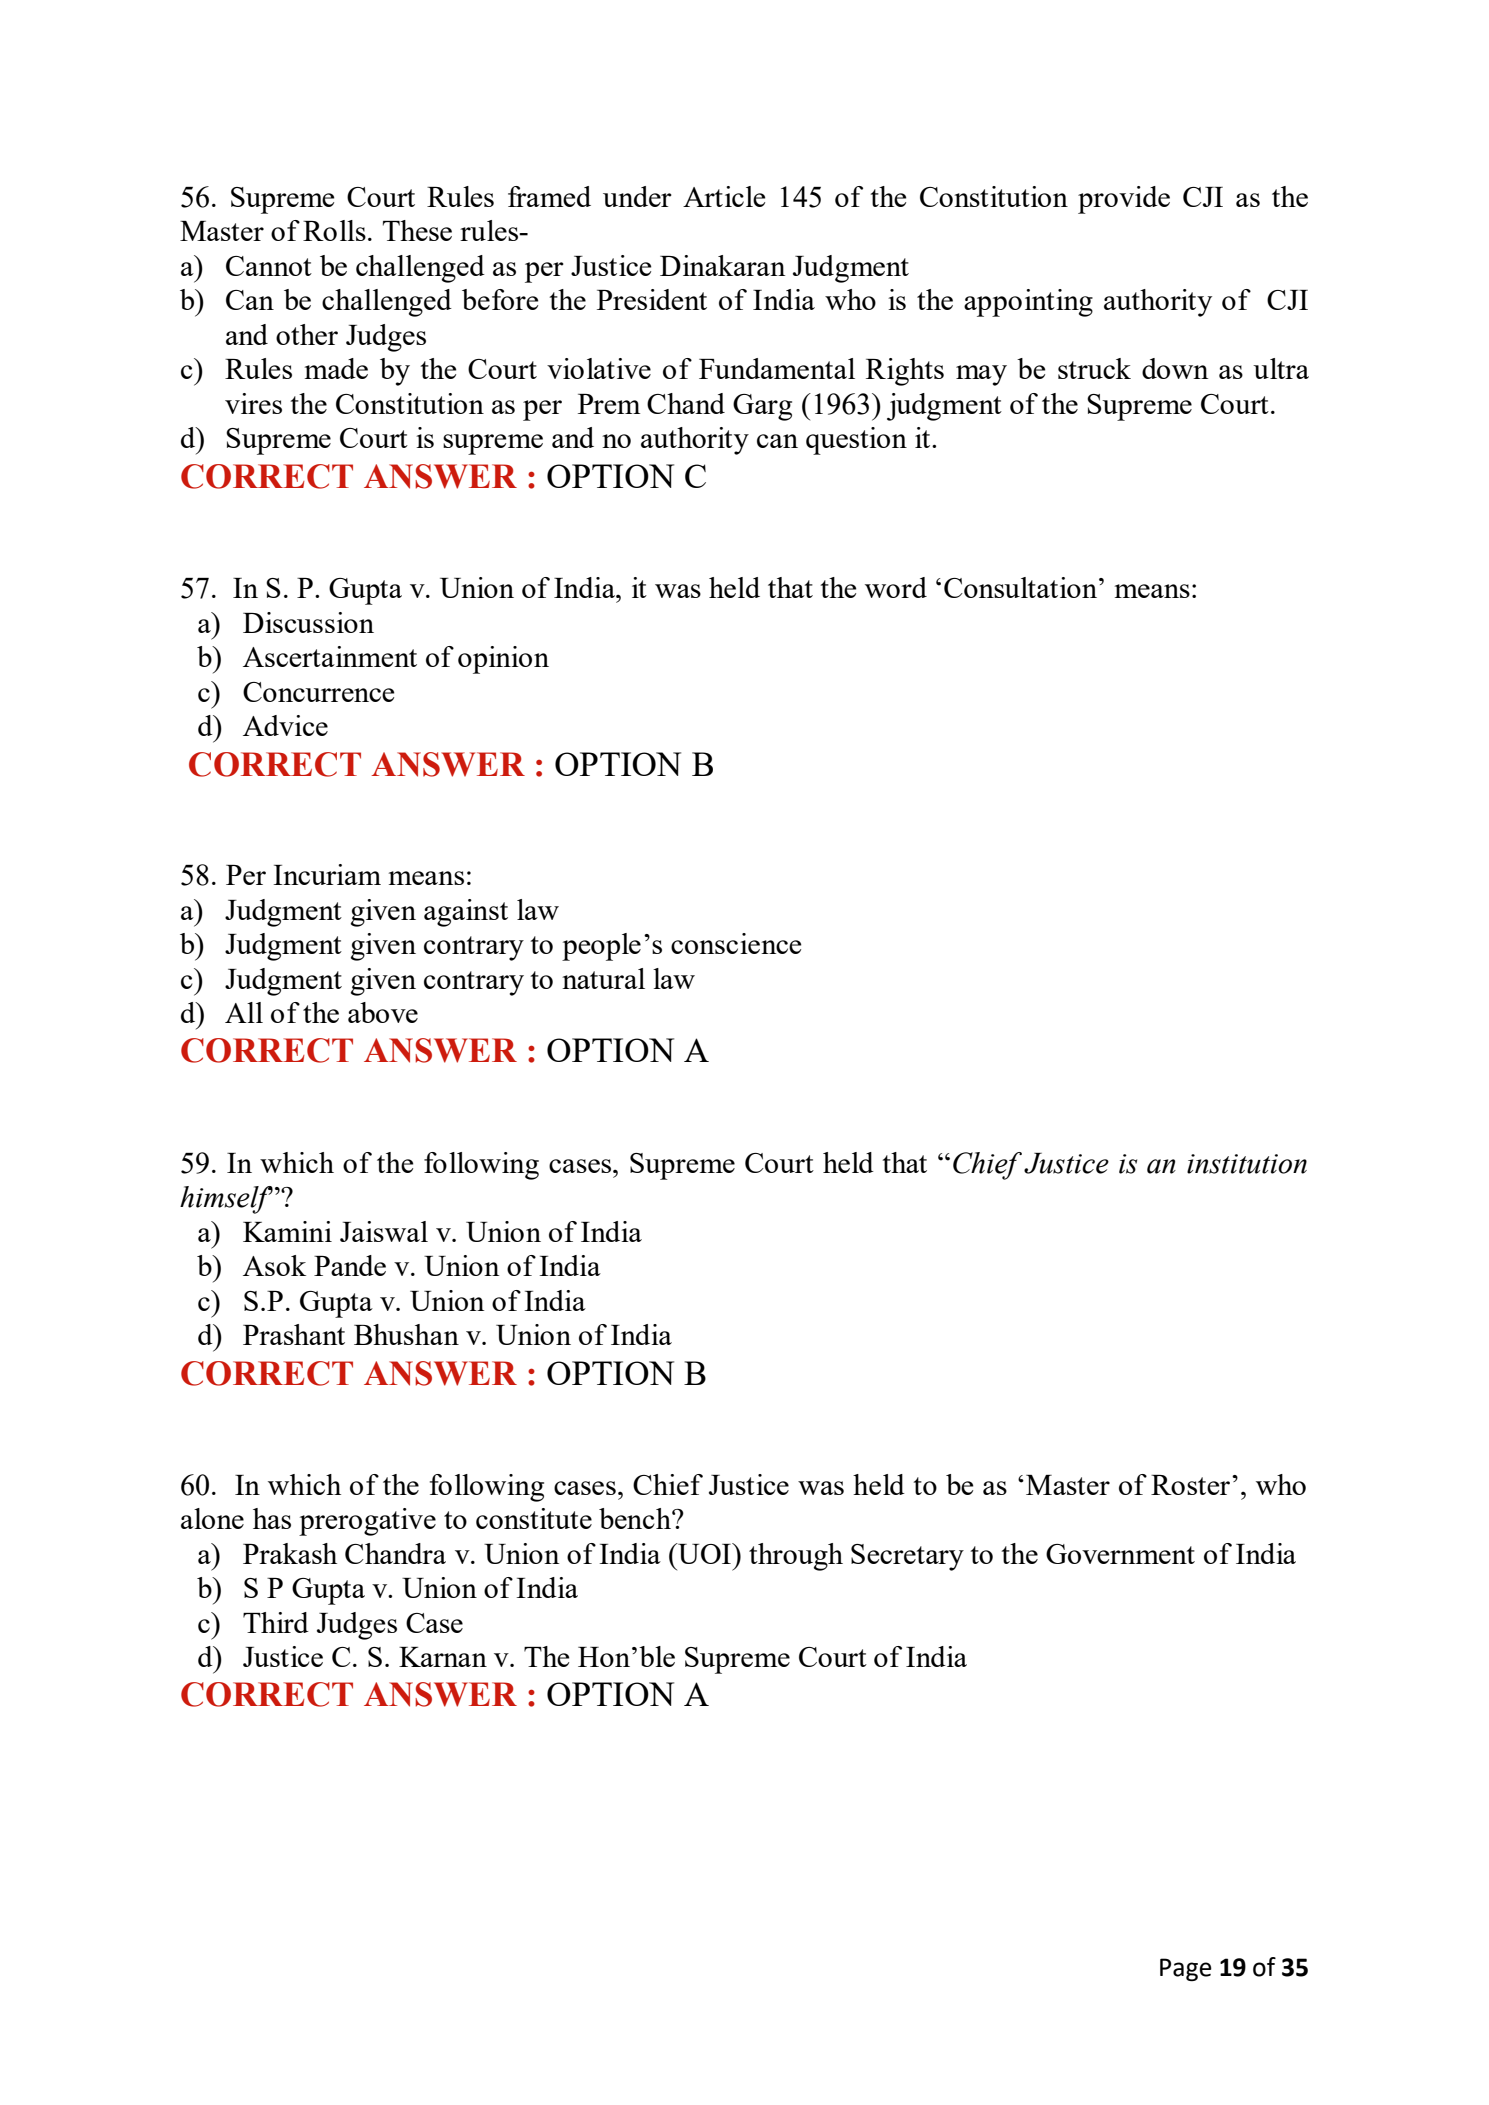 56. Supreme Court Rules framed under Article 145 of the Constitution provide CJI as the
Master of Rolls. These rules-
a) Cannot be challenged as per Justice Dinakaran Judgment
b) Can be challenged before the President of India who is the appointing authority of CJI
and other Judges
c) Rules made by the Court violative of Fundamental Rights may be struck down as ultra
vires the Constitution as per Prem Chand Garg (1963) judgment of the Supreme Court.
d) Supreme Court is supreme and no authority can question it.
CORRECT ANSWER : OPTION C
57. In S. P. Gupta v. Union of India, it was held that the word ‘Consultation’ means:
a) Discussion
b) Ascertainment of opinion
c) Concurrence
d) Advice
CORRECT ANSWER : OPTION B
58. Per Incuriam means:
a) Judgment given against law
b) Judgment given contrary to people’s conscience
c) Judgment given contrary to natural law
d) All of the above
CORRECT ANSWER : OPTION A
59. In which of the following cases, Supreme Court held that “Chief Justice is an institution
himself”?
a) Kamini Jaiswal v. Union of India
b) Asok Pande v. Union of India
c) S.P. Gupta v. Union of India
d) Prashant Bhushan v. Union of India
CORRECT ANSWER : OPTION B
60. In which of the following cases, Chief Justice was held to be as ‘Master of Roster’, who
alone has prerogative to constitute bench?
a) Prakash Chandra v. Union of India (UOI) through Secretary to the Government of India
b) S P Gupta v. Union of India
c) Third Judges Case
d) Justice C. S. Karnan v. The Hon’ble Supreme Court of India
CORRECT ANSWER : OPTION A
Page 19 of 35